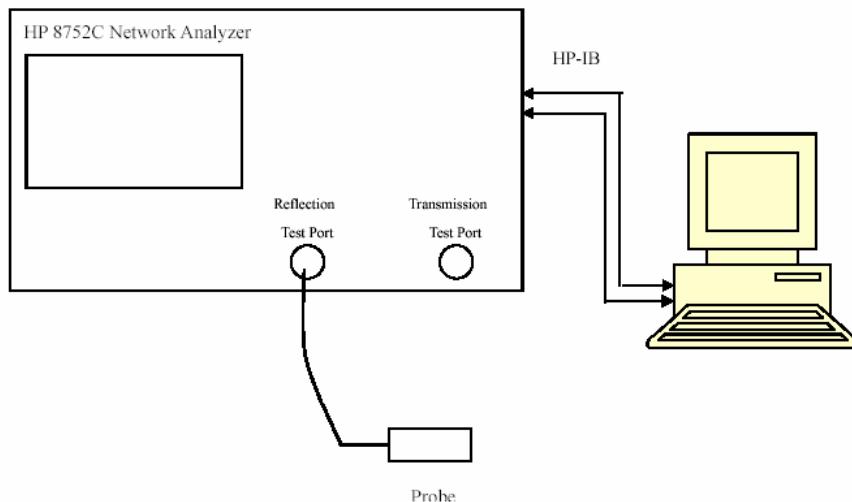 HP 8752C Network Analyzer
HP-IB
Reflection
Test Port
Transmission
Test Port
Probe